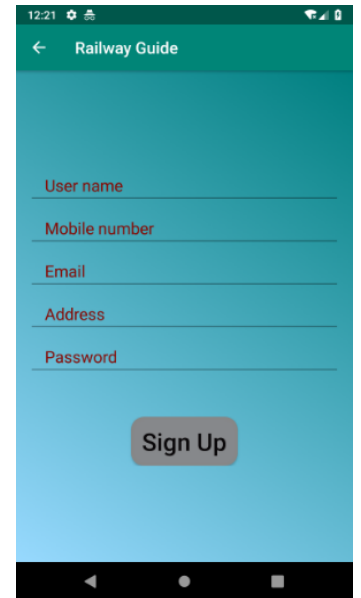 12:21
Railway Guide
User name
Mobile number
Email
Address
Password
Sign Up